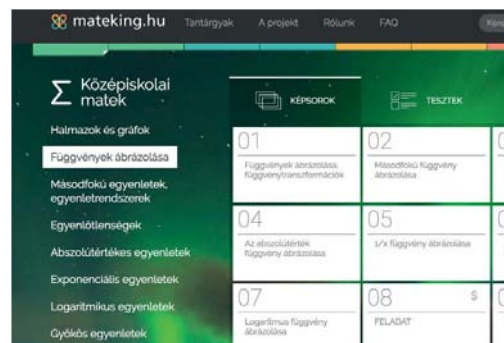 mateking.hu Tantárgyak A projekt Rólunk FAQ
Σ Középiskolai
matek
KÉPSOROK TESZTEK
Halmazok és gráfok
Függvények ábrázolása
Másodfokú egyenletek,
egyenletrendszerek
Egyenlőtlenségek
Abszolútértékes egyenletek
Exponenciális egyenletek
Logaritmikus egyenletek
Gyökös egyenletek
01
Függvények ábrázolása,
függvénytranszformációk
02
Másodfokú függvény
ábrázolása
04
Az abszolútérték
függvény ábrázolása
05
1/x függvény ábrázolása
07
Logaritmus függvény
ábrázolása
08 $
FELADAT